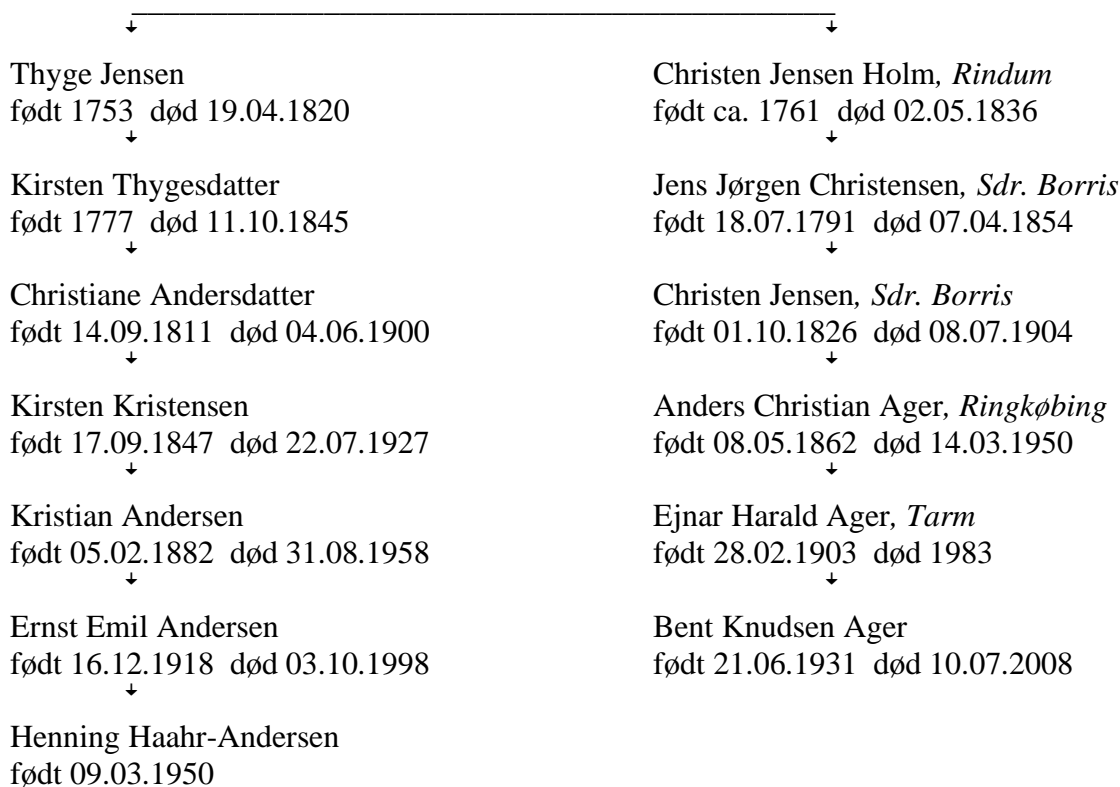 Thyge Jensen
født 1753 død 19.04.1820
Kirsten Thygesdatter
født 1777 død 11.10.1845
Christiane Andersdatter
født 14.09.1811 død 04.06.1900
Kirsten Kristensen
født 17.09.1847 død 22.07.1927
Kristian Andersen
født 05.02.1882 død 31.08.1958
Ernst Emil Andersen
født 16.12.1918 død 03.10.1998
Henning Haahr-Andersen
født 09.03.1950
Christen Jensen Holm, Rindum
født ca. 1761 død 02.05.1836
Jens Jørgen Christensen, Sdr. Borris
født 18.07.1791 død 07.04.1854
Christen Jensen, Sdr. Borris
født 01.10.1826 død 08.07.1904
Anders Christian Ager, Ringkøbing
født 08.05.1862 død 14.03.1950
Ejnar Harald Ager, Tarm
født 28.02.1903 død 1983
Bent Knudsen Ager
født 21.06.1931 død 10.07.2008